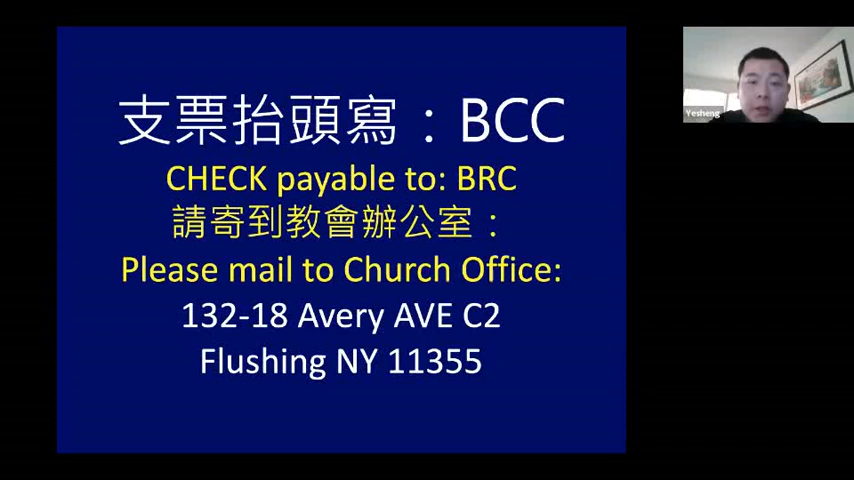 支票抬頭寫：BCC
CHECK payable to: BRC
請寄到教會辦公室：
Please mail to Church Office:
132-18 Avery AVE C2
Flushing NY 11355
Yesheng